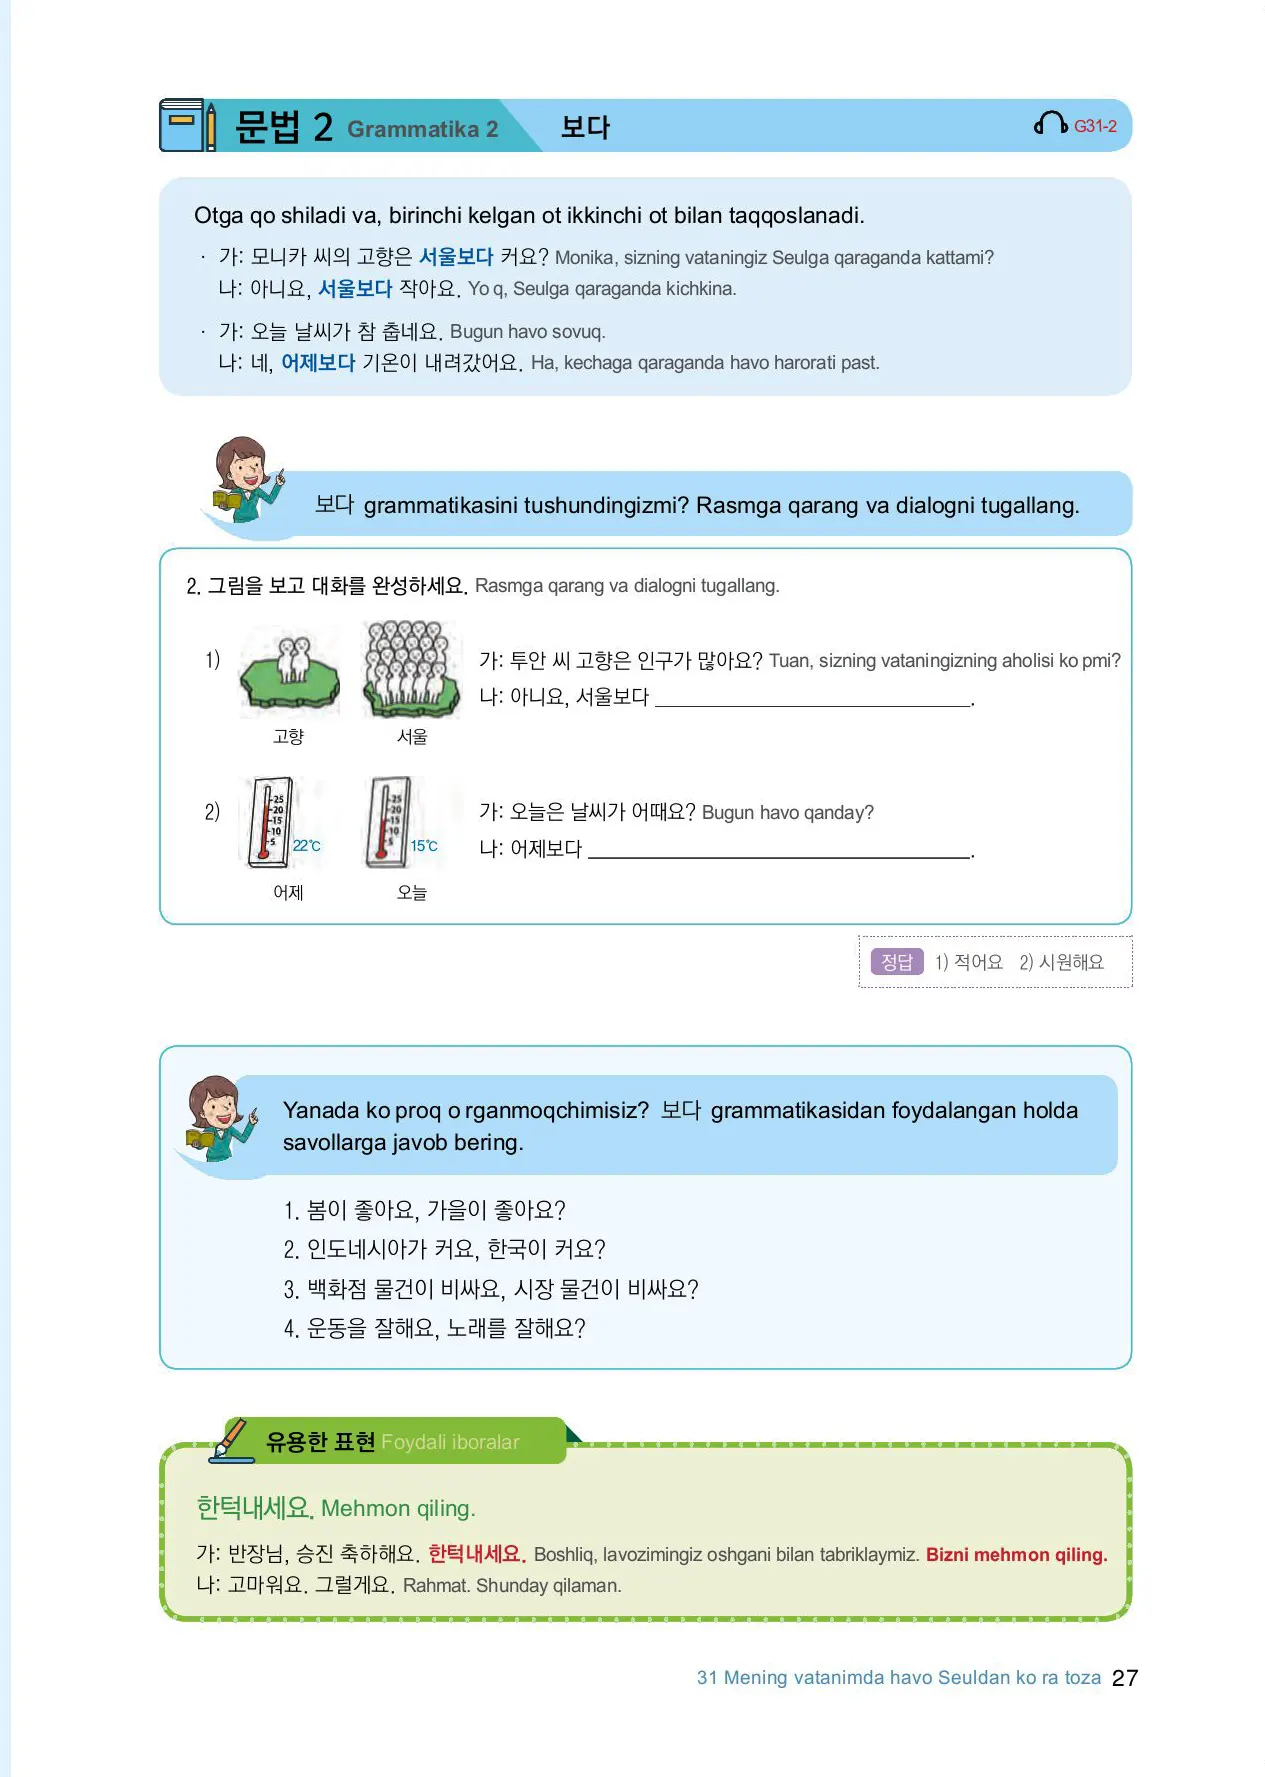 문법 2 Grammatika 2 보다 G31-2
Otga qo shiladi va, birinchi kelgan ot ikkinchi ot bilan taqqoslanadi.
· 가: 모니카 씨의 고향은 서울보다 커요? Monika, sizning vataningiz Seulga qaraganda kattami?
나: 아니요, 서울보다 작아요. Yo q, Seulga qaraganda kichkina.
· 가: 오늘 날씨가 참 춥네요. Bugun havo sovuq.
나: 네, 어제보다 기온이 내려갔어요. Ha, kechaga qaraganda havo harorati past.
보다 grammatikasini tushundingizmi? Rasmga qarang va dialogni tugallang.
2. 그림을 보고 대화를 완성하세요. Rasmga qarang va dialogni tugallang.
1)
가: 투안 씨 고향은 인구가 많아요? Tuan, sizning vataningizning aholisi ko pmi?
나: 아니요, 서울보다 ______________________________.
고향 서울
2)
25
20
15
10
5
22℃
25
20
15
10
5
15℃
가: 오늘은 날씨가 어때요? Bugun havo qanday?
나: 어제보다 ______________________________.
어제 오늘
정답 1) 적어요 2) 시원해요
Yanada ko proq o rganmoqchimisiz? 보다 grammatikasidan foydalangan holda
savollarga javob bering.
1. 봄이 좋아요, 가을이 좋아요?
2. 인도네시아가 커요, 한국이 커요?
3. 백화점 물건이 비싸요, 시장 물건이 비싸요?
4. 운동을 잘해요, 노래를 잘해요?
유용한 표현 Foydali iboralar
한턱내세요. Mehmon qiling.
가: 반장님, 승진 축하해요. 한턱내세요. Boshliq, lavozimingiz oshgani bilan tabriklaymiz. Bizni mehmon qiling.
나: 고마워요. 그럴게요. Rahmat. Shunday qilaman.
31 Mening vatanimda havo Seuldan ko ra toza 27